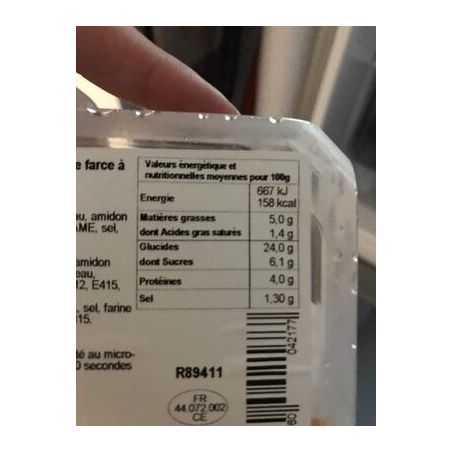 e farce à
Valeurs énergétique et
nutritionnelles moyennes pour 100g
Energie 667 kJ
158 kcal
au, amidon
AME, sel,
Matières grasses 5,0 g
dont Acides gras saturés 1,4 g
Glucides 24,0 g
amidon
eau,
12, E415,
dont Sucres 6,1 g
Protéines 4,0 g
, sel, farine
15.
Sel 1,30 g
té au micro-
0 secondes
R89411
FR
44.072.002
CE
042177